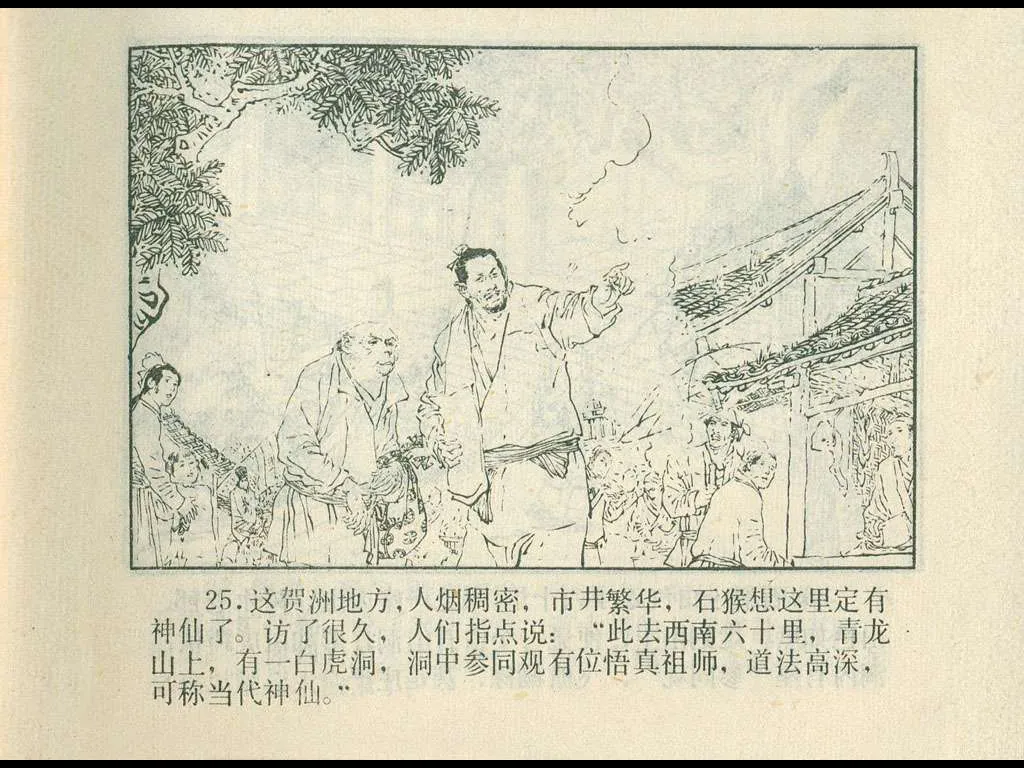 25.这贺洲地方,人烟稠密,市井繁华,石猴想这里定有
神仙了。访了很久,人们指点说:“此去西南六十里,青龙
山上,有一白虎洞,洞中参同观有位悟真祖师,道法高深,
可称当代神仙。”